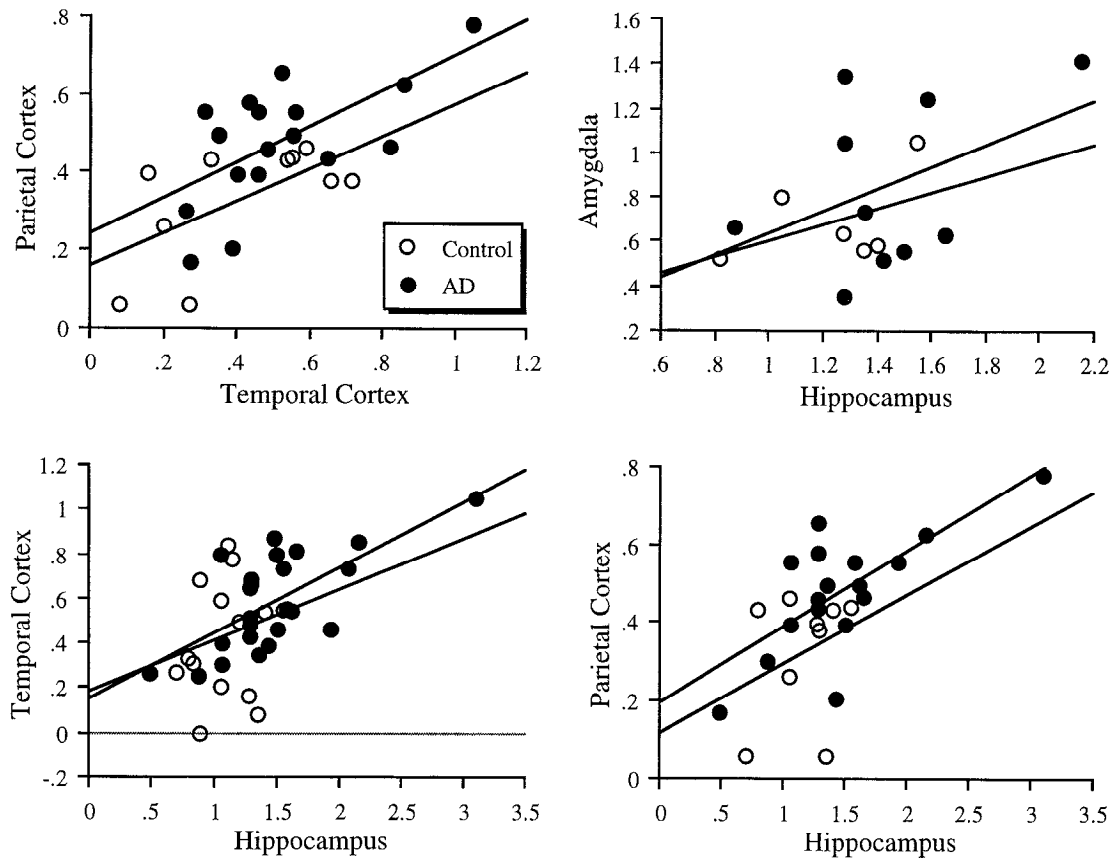 .8
.6
.4
.2
0
Parietal Cortex
0 .2 .4 .6 .8 1 1.2
Temporal Cortex
Control
AD
1.6
1.4
1.2
1
.8
.6
.4
.2
Amygdala
.6 .8 1 1.2 1.4 1.6 1.8 2 2.2
Hippocampus
1.2
1
.8
.6
.4
.2
0
-.2
Temporal Cortex
0 .5 1 1.5 2 2.5 3 3.5
Hippocampus
.8
.6
.4
.2
0
Parietal Cortex
0 .5 1 1.5 2 2.5 3 3.5
Hippocampus